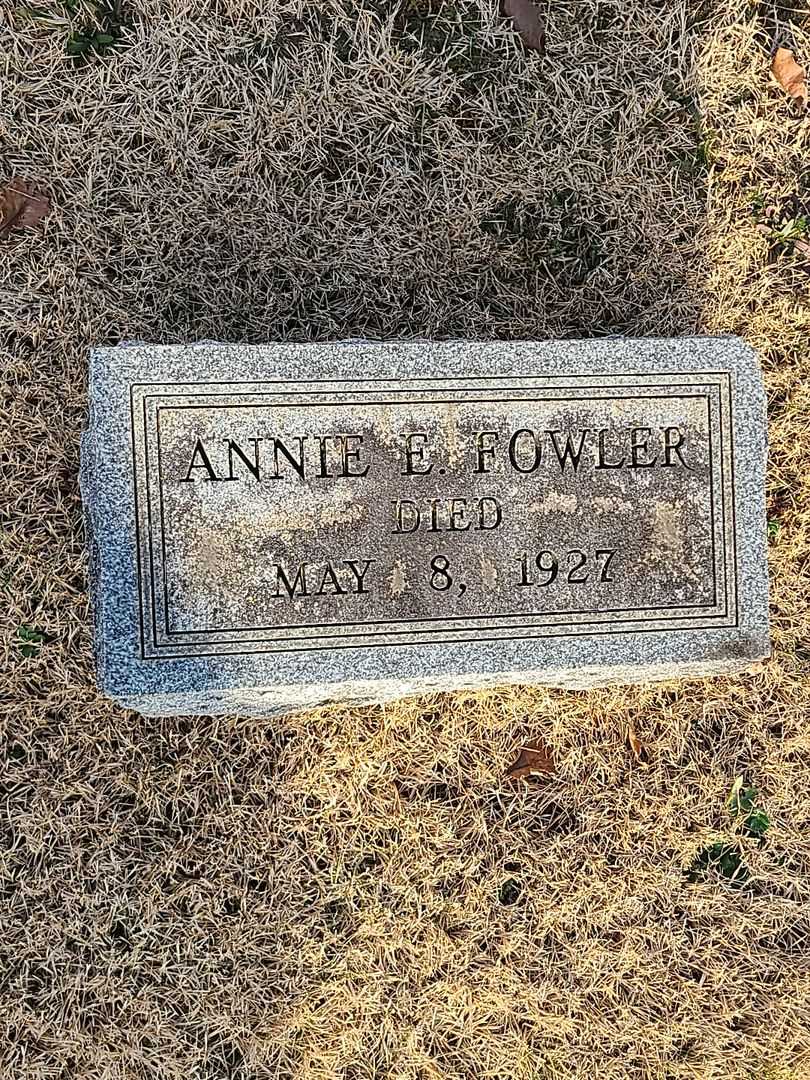 ANNIE E. FOWLER
DIED
MAY 8, 1927